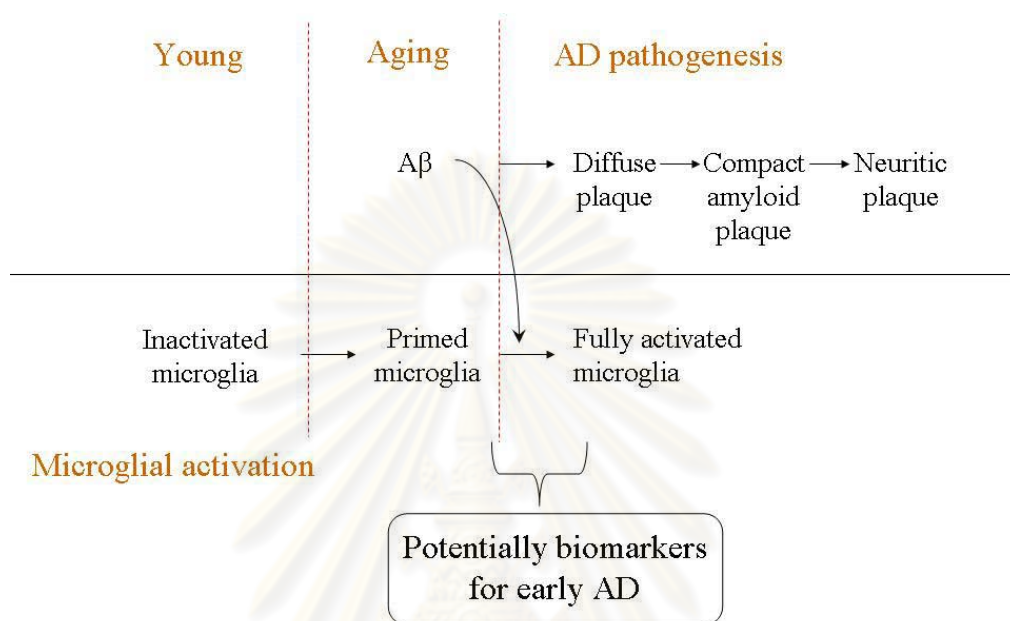 Young
Aging
AD pathogenesis
Aβ
Diffuse
plaque
Compact
amyloid
plaque
Neuritic
plaque
Inactivated
microglia
Primed
microglia
Fully activated
microglia
Microglial activation
Potentially biomarkers
for early AD